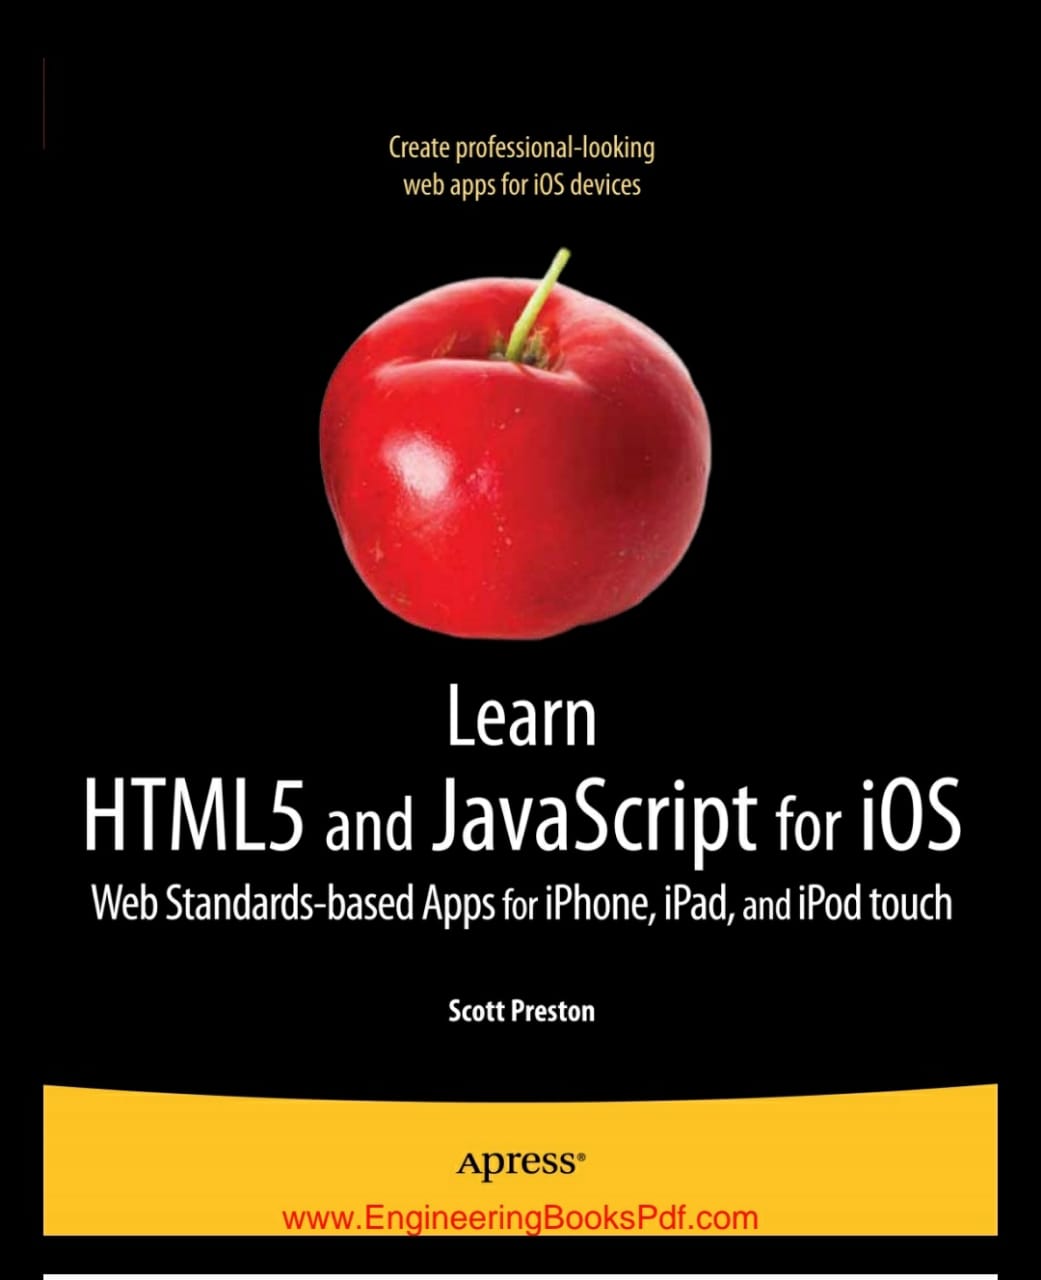 Create professional-looking
web apps for iOS devices
Learn
HTML5 and JavaScript for iOS
Web Standards-based Apps for iPhone, iPad, and iPod touch
Scott Preston
Apress®
www.EngineeringBooksPdf.com